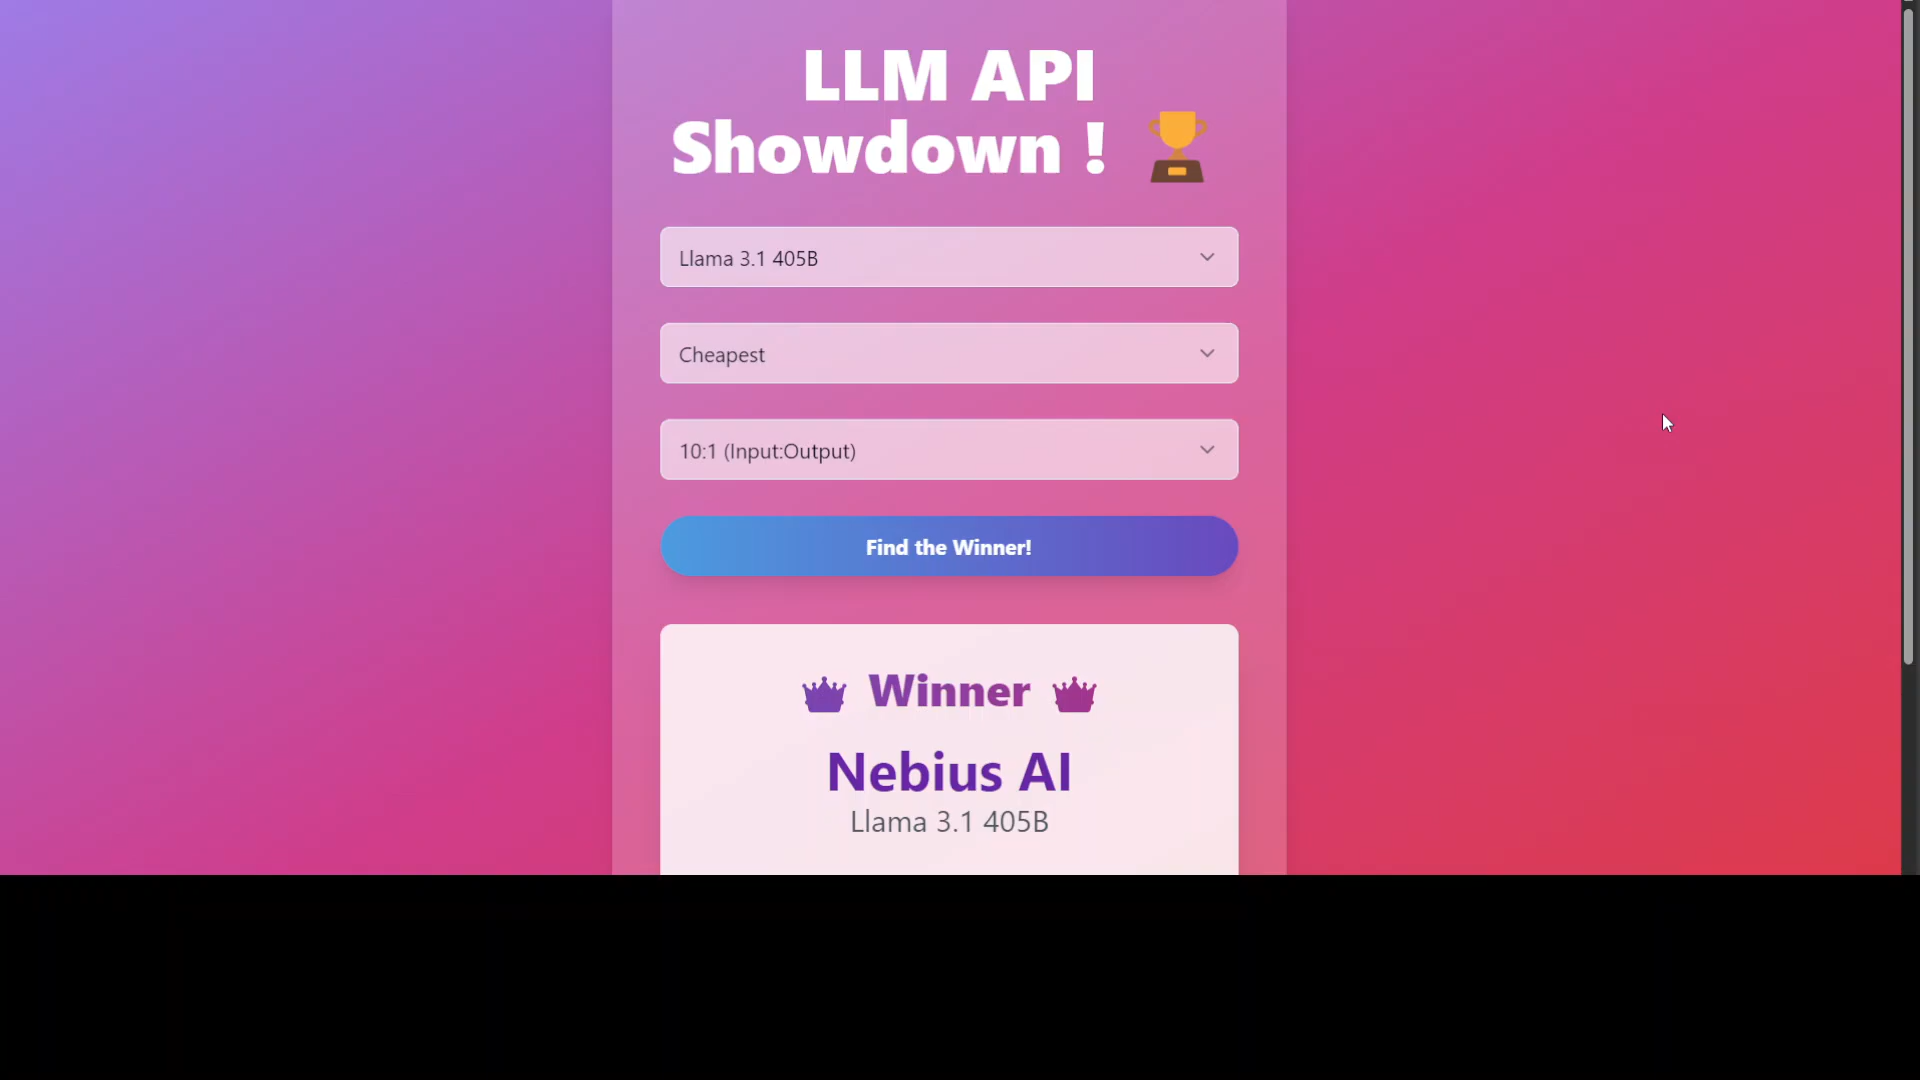 LLM API
Showdown !
Llama 3.1 405B
Cheapest
10:1 (Input:Output)
Find the Winner!
Winner
Nebius AI
Llama 3.1 405B